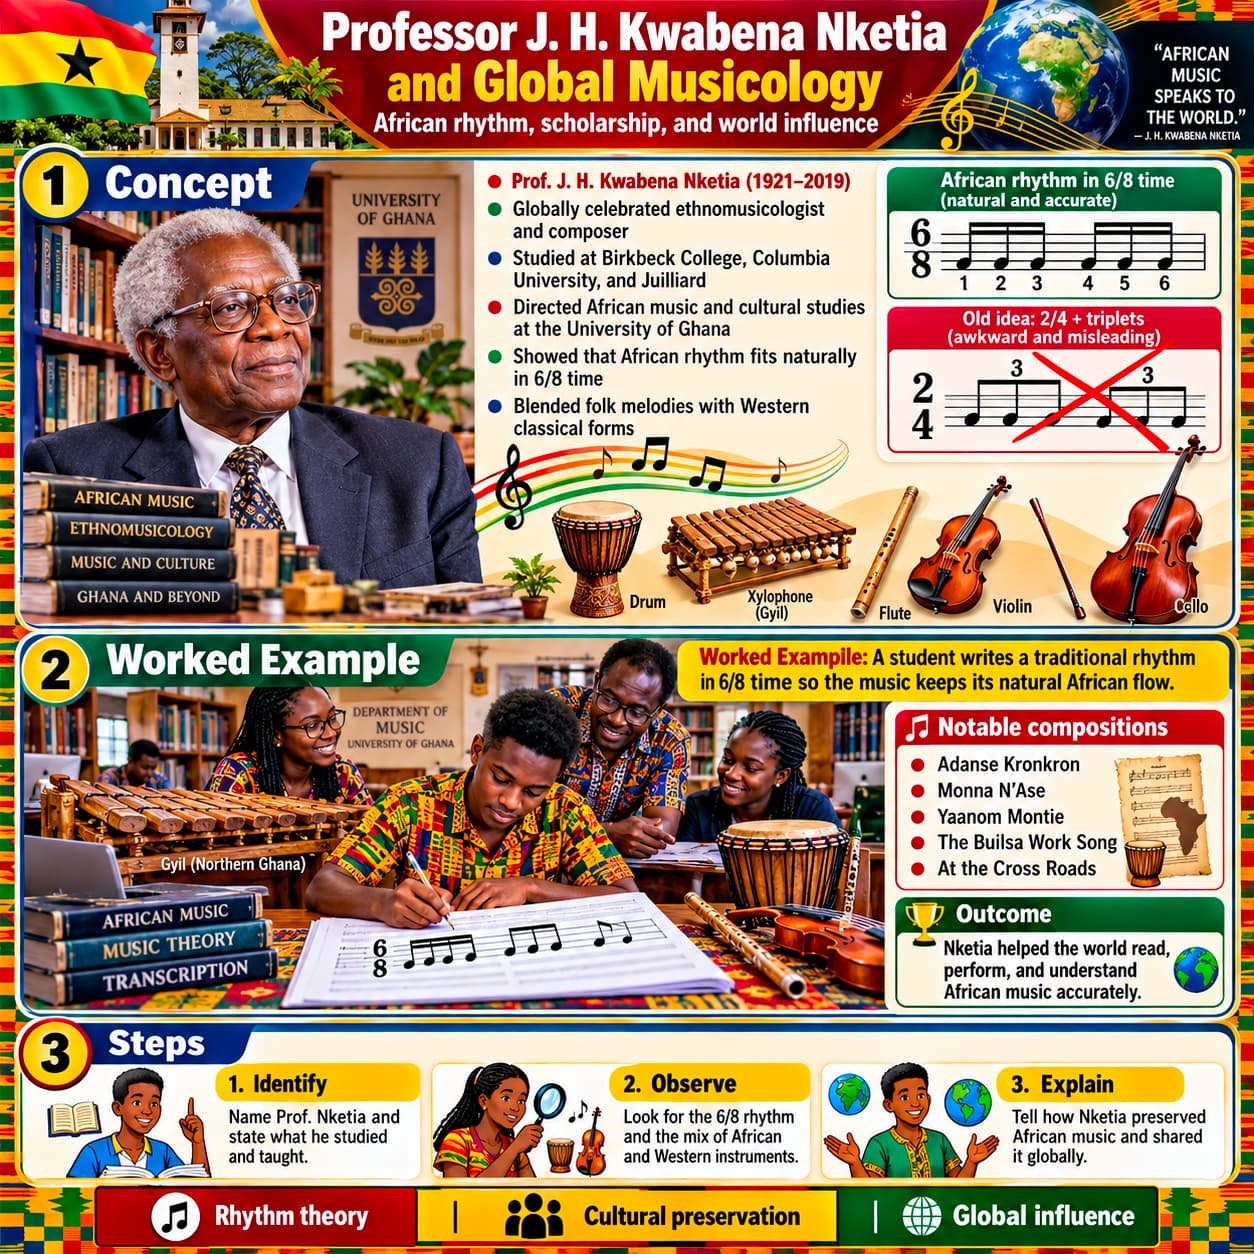 Professor J. H. Kwabena Nketia
and Global Musicology
African rhythm, scholarship, and world influence
“AFRICAN
MUSIC
SPEAKS TO
THE WORLD.”
— J. H. KWABENA NKETIA
1 Concept
UNIVERSITY
OF GHANA
AFRICAN MUSIC
ETHNOMUSICOLOGY
MUSIC AND CULTURE
GHANA AND BEYOND
Prof. J. H. Kwabena Nketia (1921–2019)
Globally celebrated ethnomusicologist
and composer
Studied at Birkbeck College, Columbia
University, and Juilliard
Directed African music and cultural studies
at the University of Ghana
Showed that African rhythm fits naturally
in 6/8 time
Blended folk melodies with Western
classical forms
African rhythm in 6/8 time
(natural and accurate)
6
8
1 2 3 4 5 6
Old idea: 2/4 + triplets
(awkward and misleading)
3 3
2
4
Drum
Xylophone
(Gyil)
Flute
Violin
Cello
2 Worked Example
Worked Exampile: A student writes a traditional rhythm
in 6/8 time so the music keeps its natural African flow.
DEPARTMENT OF
MUSIC
UNIVERSITY OF GHANA
Gyil (Northern Ghana)
AFRICAN MUSIC
MUSIC THEORY
TRANSCRIPTION
6
8
Notable compositions
Adanse Kronkron
Monna N’Ase
Yaanom Montie
The Builsa Work Song
At the Cross Roads
Outcome
Nketia helped the world read,
perform, and understand
African music accurately.
3 Steps
1. Identify
Name Prof. Nketia and
state what he studied
and taught.
2. Observe
Look for the 6/8 rhythm
and the mix of African
and Western instruments.
3. Explain
Tell how Nketia preserved
African music and shared
it globally.
Rhythm theory
Cultural preservation
Global influence